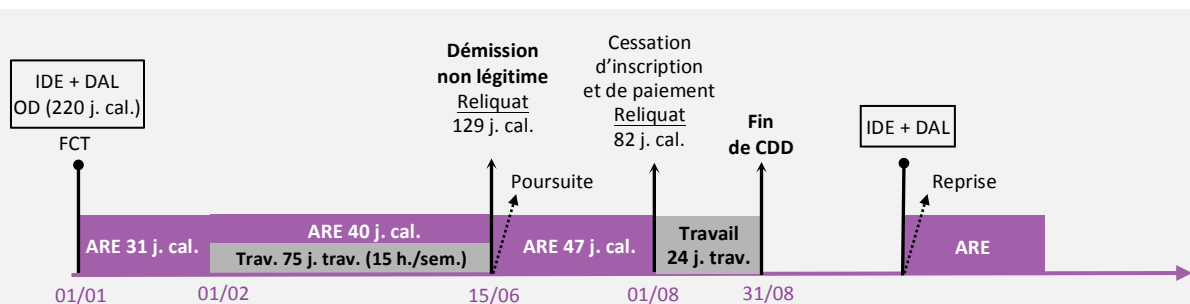 IDE + DAL
OD (220 j. cal.)
FCT
Démission
non légitime
Reliquat
129 j. cal.
Cessation
d’inscription
et de paiement
Reliquat
82 j. cal.
Fin
de CDD
IDE + DAL
Poursuite
Reprise
ARE 31 j. cal.
ARE 40 j. cal.
Trav. 75 j. trav. (15 h./sem.)
ARE 47 j. cal.
Travail
24 j. trav.
ARE
01/01
01/02
15/06
01/08
31/08